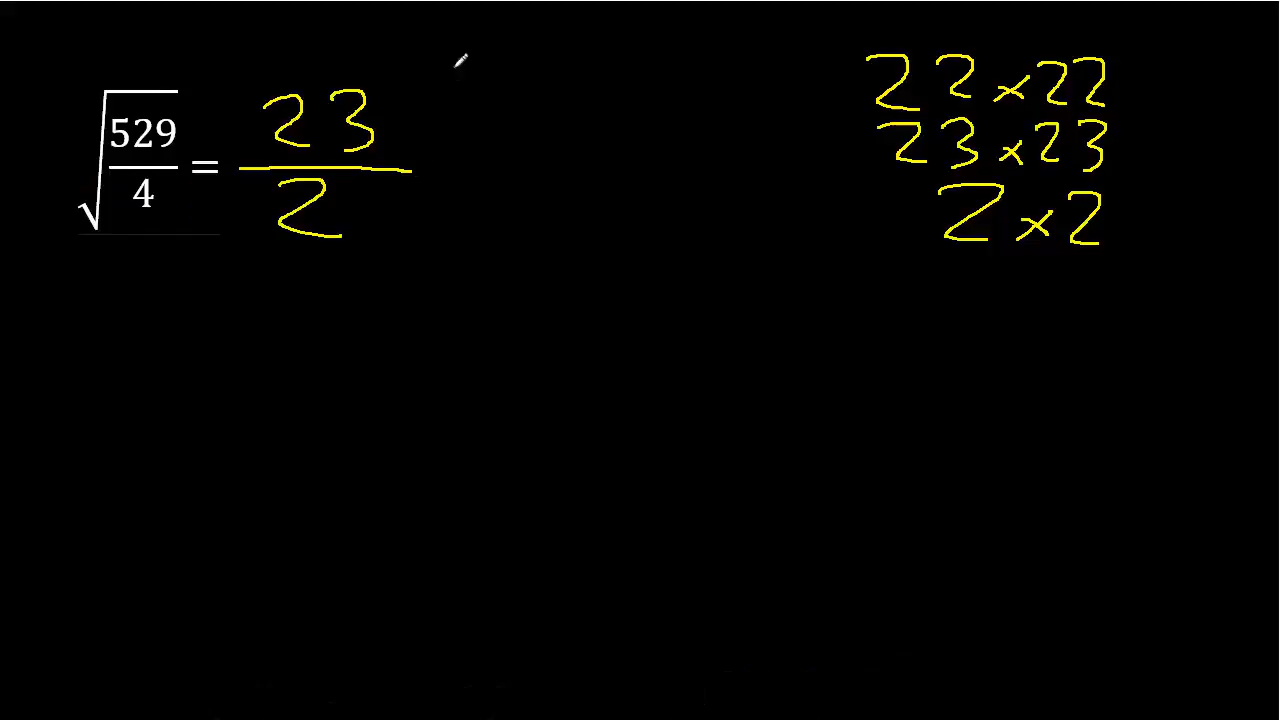 √(529/4) = 23/2
22 × 22
23 × 23
2 × 2